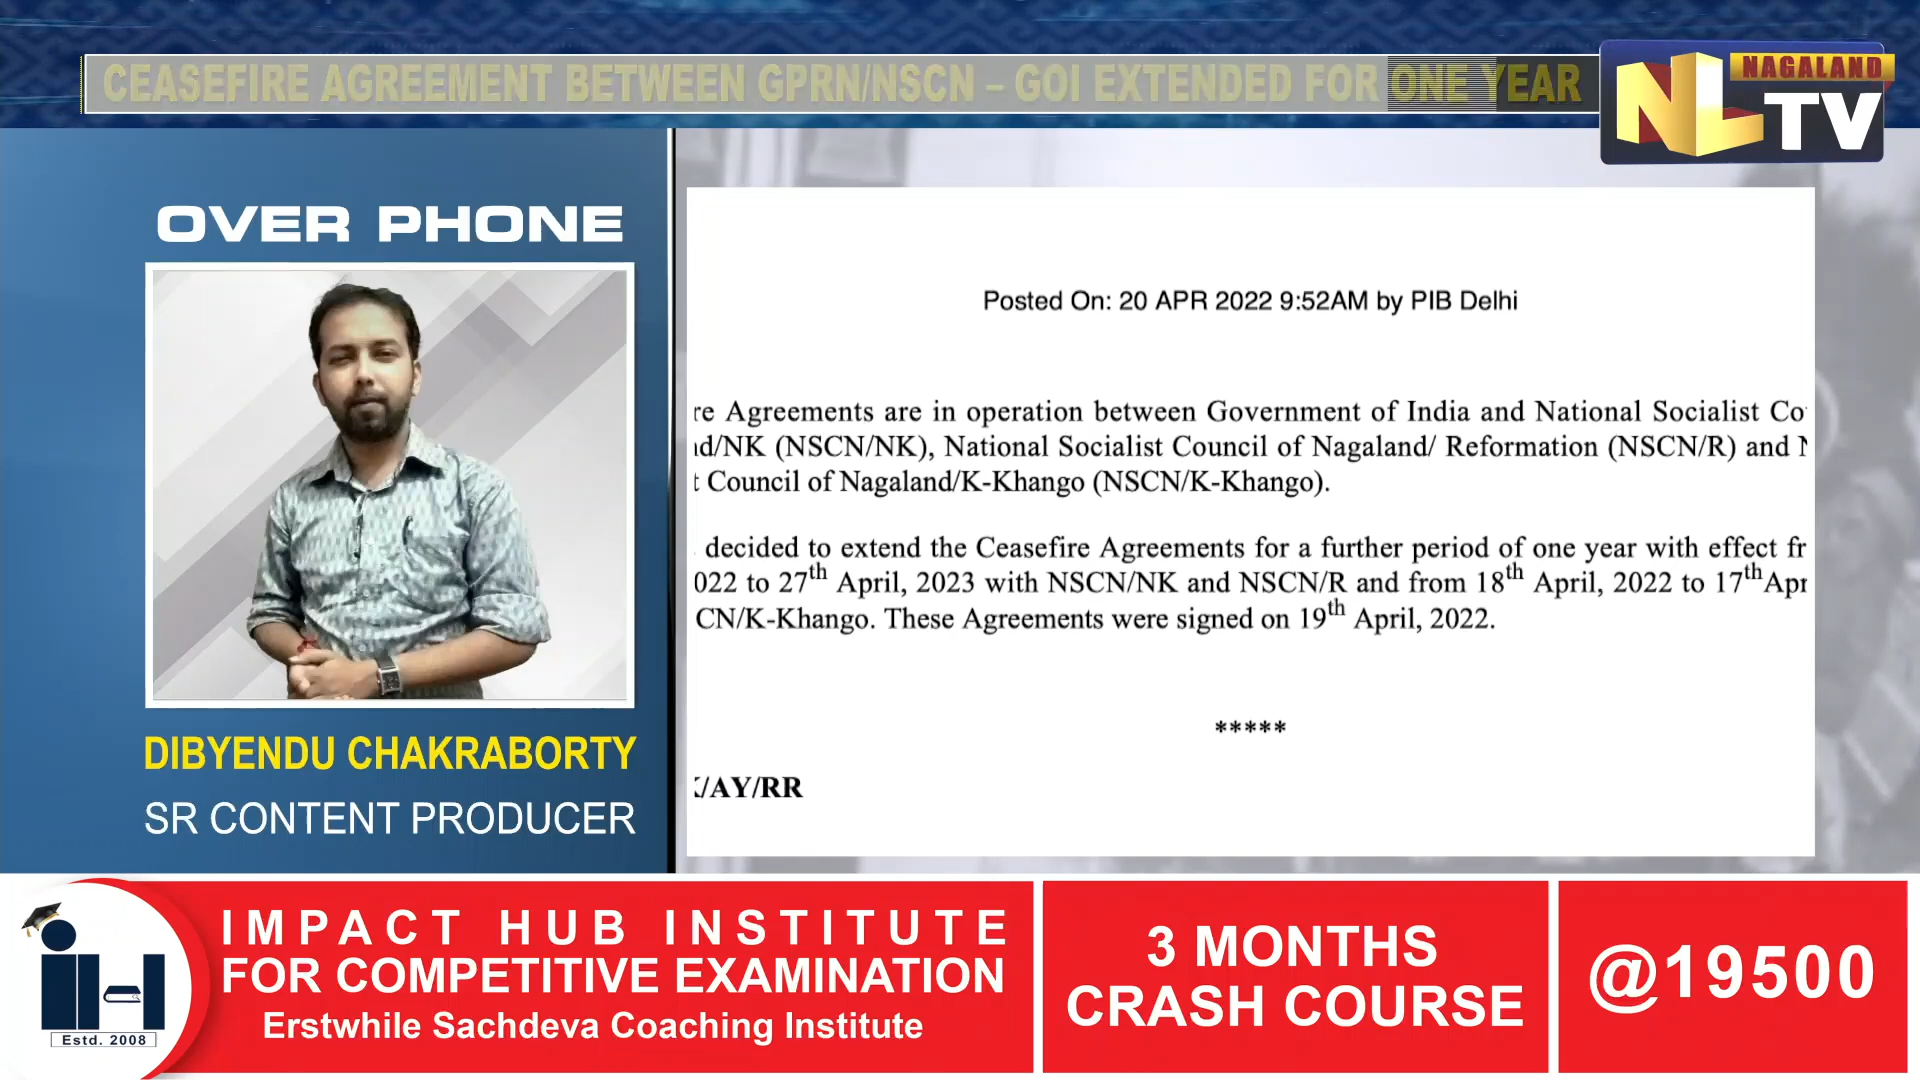 CEASEFIRE AGREEMENT BETWEEN GPRN/NSCN – GOI EXTENDED FOR ONE YEAR
NAGALAND
NL TV
OVER PHONE
DIBYENDU CHAKRABORTY
SR CONTENT PRODUCER
Posted On: 20 APR 2022 9:52AM by PIB Delhi
re Agreements are in operation between Government of India and National Socialist Co
d/NK (NSCN/NK), National Socialist Council of Nagaland/ Reformation (NSCN/R) and
t Council of Nagaland/K-Khango (NSCN/K-Khango).
decided to extend the Ceasefire Agreements for a further period of one year with effect fr
022 to 27th April, 2023 with NSCN/NK and NSCN/R and from 18th April, 2022 to 17thApr
CN/K-Khango. These Agreements were signed on 19th April, 2022.
*****
/AY/RR
iH
Estd. 2008
IMPACT HUB INSTITUTE
FOR COMPETITIVE EXAMINATION
Erstwhile Sachdeva Coaching Institute
3 MONTHS
CRASH COURSE
@19500